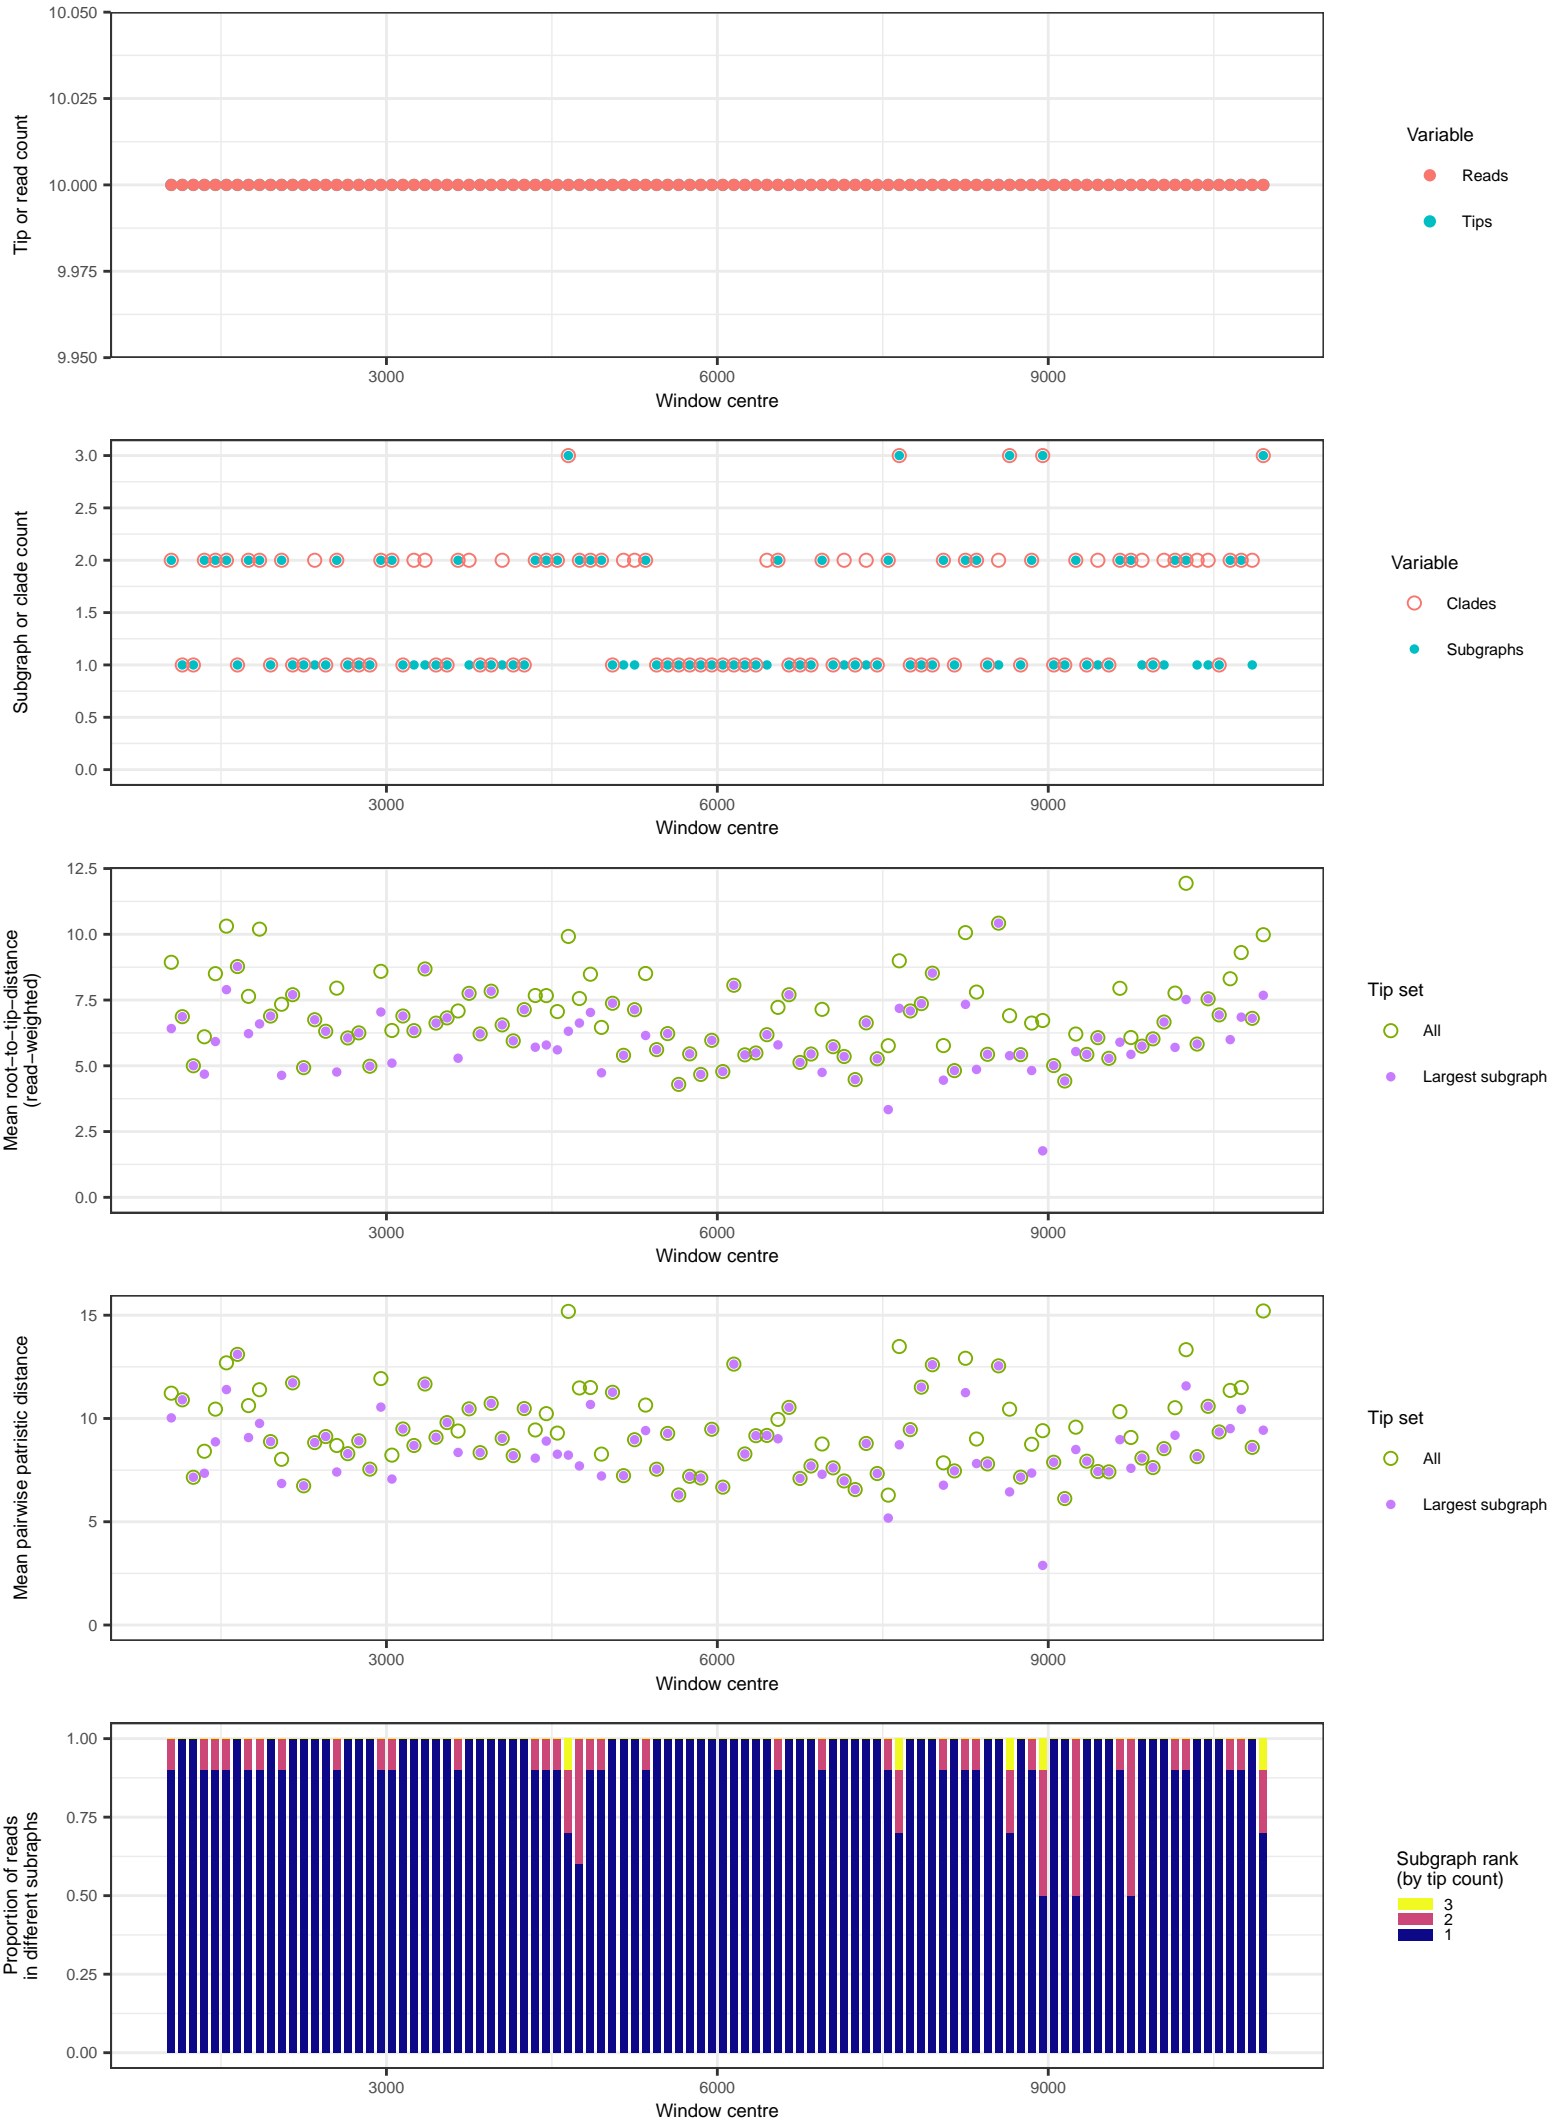 10.050
10.025
10.000
9.975
9.950
Tip or read count
3000
6000
9000
Window centre
Variable
Reads
Tips
3.0
2.5
2.0
1.5
1.0
0.5
0.0
Subgraph or clade count
3000
6000
9000
Window centre
Variable
Clades
Subgraphs
12.5
10.0
7.5
5.0
2.5
0.0
Mean root−to−tip−distance
(read−weighted)
3000
6000
9000
Window centre
Tip set
All
Largest subgraph
15
10
5
0
Mean pairwise patristic distance
3000
6000
9000
Window centre
Tip set
All
Largest subgraph
1.00
0.75
0.50
0.25
0.00
Proportion of reads
in different subraphs
3000
6000
9000
Window centre
Subgraph rank
(by tip count)
3
2
1